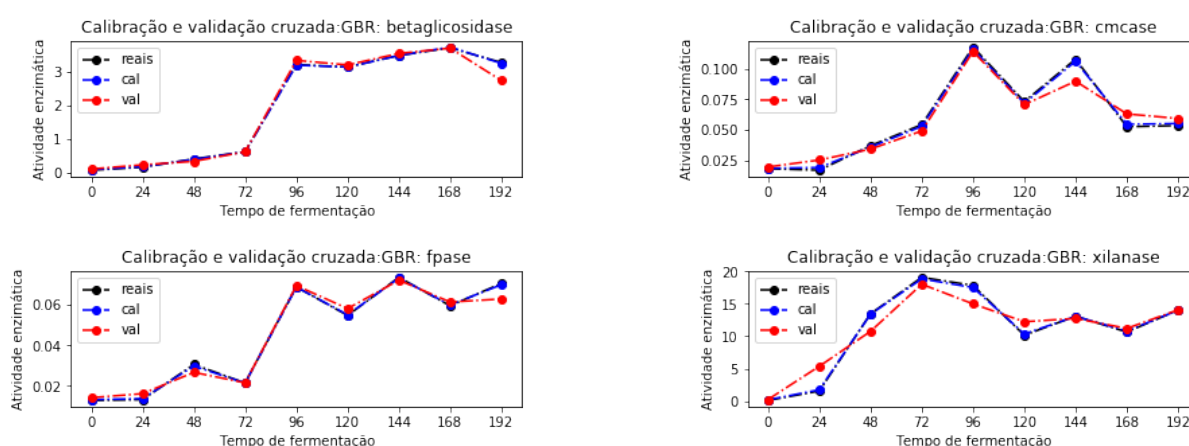 Calibração e validação cruzada:GBR: betaglicosidase
Atividade enzimática
3
2
1
0
reais
cal
val
0 24 48 72 96 120 144 168 192
Tempo de fermentação
Calibração e validação cruzada:GBR: cmcase
Atividade enzimática
0.100
0.075
0.050
0.025
reais
cal
val
0 24 48 72 96 120 144 168 192
Tempo de fermentação
Calibração e validação cruzada:GBR: fpase
Atividade enzimática
0.06
0.04
0.02
reais
cal
val
0 24 48 72 96 120 144 168 192
Tempo de fermentação
Calibração e validação cruzada:GBR: xilanase
Atividade enzimática
20
15
10
5
0
reais
cal
val
0 24 48 72 96 120 144 168 192
Tempo de fermentação